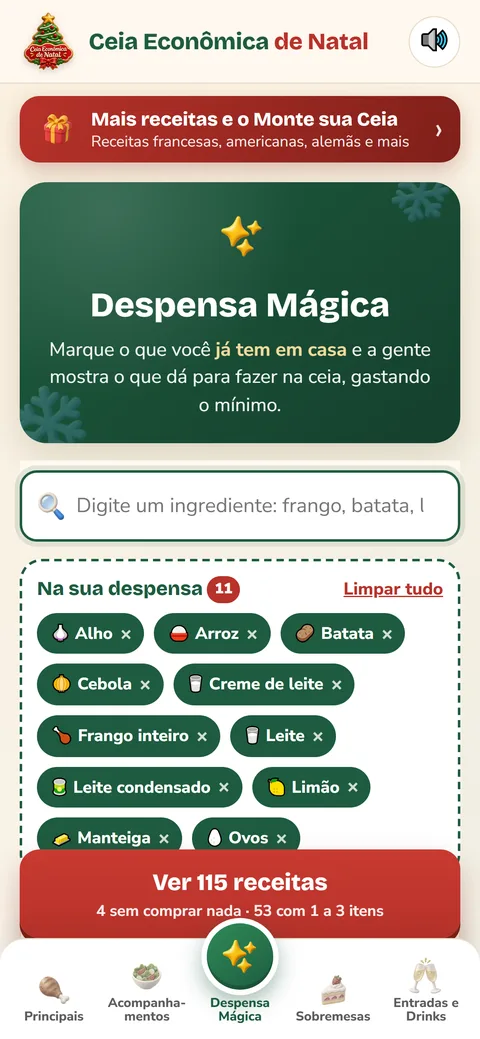 Ceia Econômica
de Natal
Ceia Econômica de Natal
Mais receitas e o Monte sua Ceia
Receitas francesas, americanas, alemãs e mais
›
Despensa Mágica
Marque o que você já tem em casa e a gente
mostra o que dá para fazer na ceia, gastando
o mínimo.
Digite um ingrediente: frango, batata, l
Na sua despensa 11
Limpar tudo
Alho ×
Arroz ×
Batata ×
Cebola ×
Creme de leite ×
Frango inteiro ×
Leite ×
Leite condensado ×
Limão ×
Manteiga ×
Ovos ×
Ver 115 receitas
4 sem comprar nada · 53 com 1 a 3 itens
Principais
Acompanha-
mentos
Despensa
Mágica
Sobremesas
Entradas e
Drinks